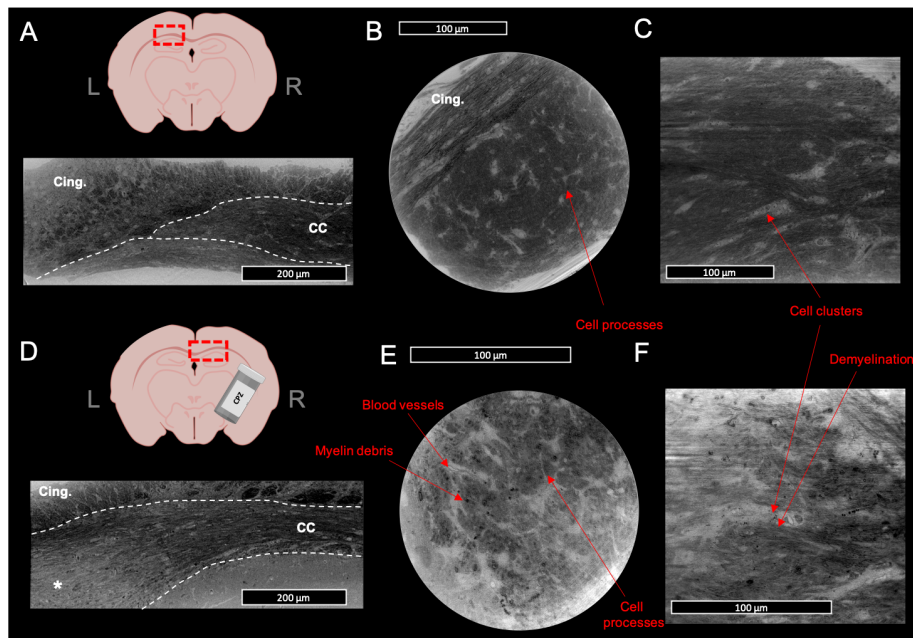 A
L
R
Cing.
CC
200 µm
B
100 µm
Cing.
Cell processes
C
100 µm
Cell clusters
Demyelination
D
L
R
CPZ
Cing.
CC
*
200 µm
E
100 µm
Blood vessels
Myelin debris
Cell
processes
F
100 µm